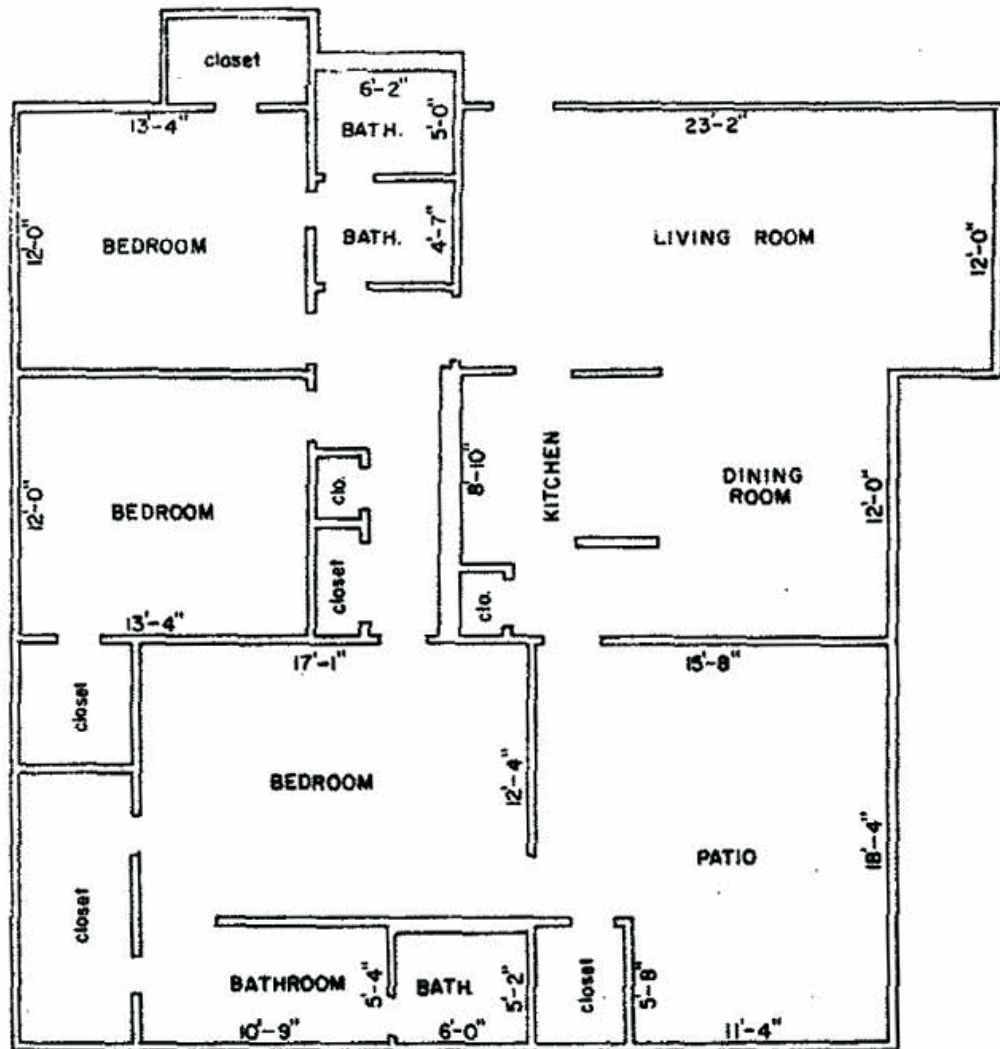 closet
6'-2"
13'-4"
BATH.
5'-0"
23'-2"
12'-0"
BEDROOM
BATH.
4'-7"
LIVING ROOM
12'-0"
12'-0"
BEDROOM
clo.
8'-10"
KITCHEN
DINING
ROOM
12'-0"
closet
clo.
13'-4"
17'-1"
15'-8"
closet
BEDROOM
12'-4"
PATIO
18'-4"
closet
BATHROOM
5'-4"
BATH.
5'-2"
closet
5'-8"
10'-9"
6'-0"
11'-4"